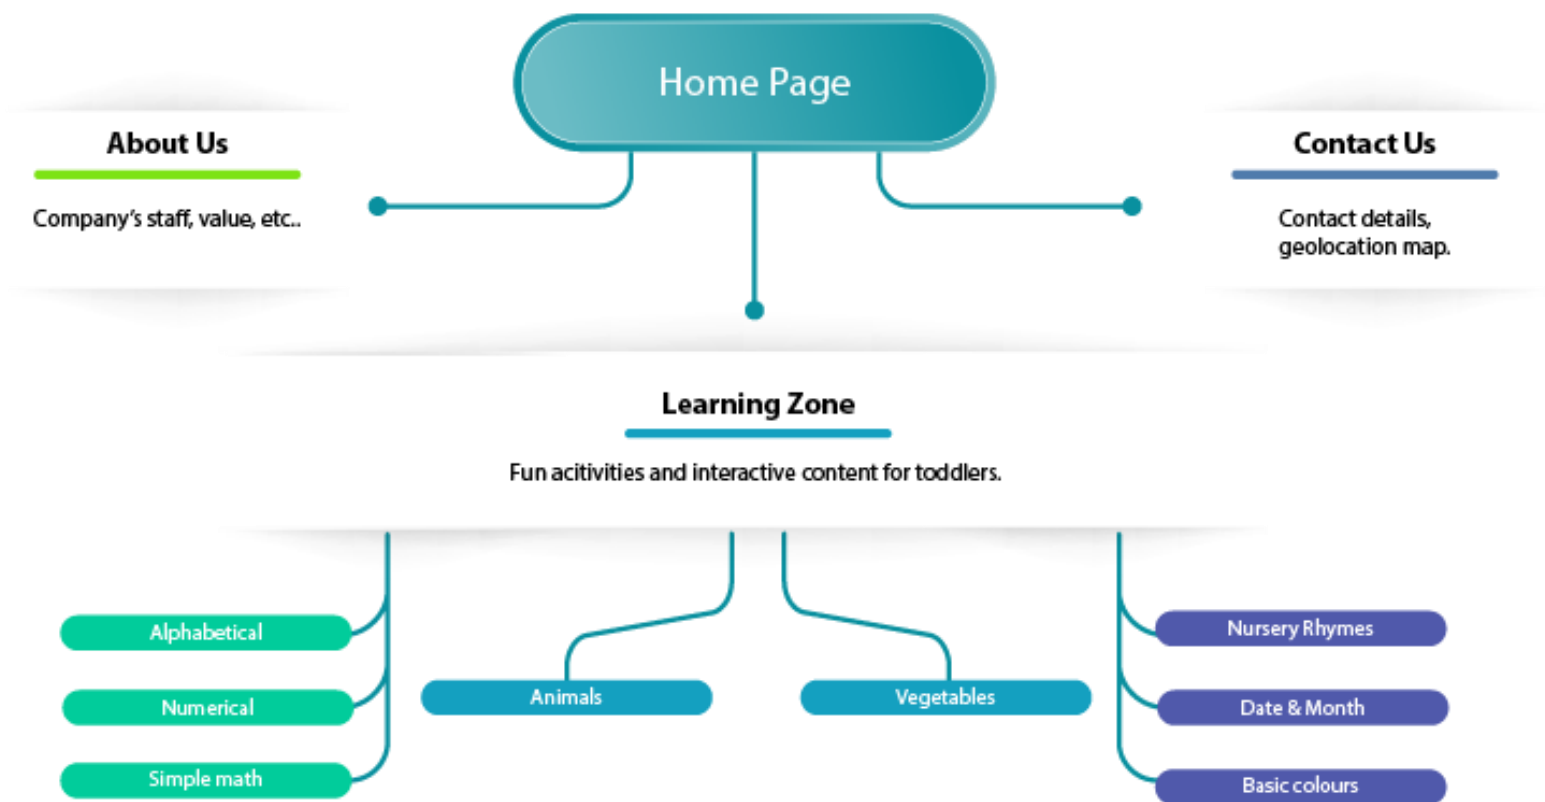 Home Page
About Us
Company's staff, value, etc..
Contact Us
Contact details,
geolocation map.
Learning Zone
Fun acitivities and interactive content for toddlers.
Alphabetical
Numerical
Simple math
Animals
Vegetables
Nursery Rhymes
Date & Month
Basic colours